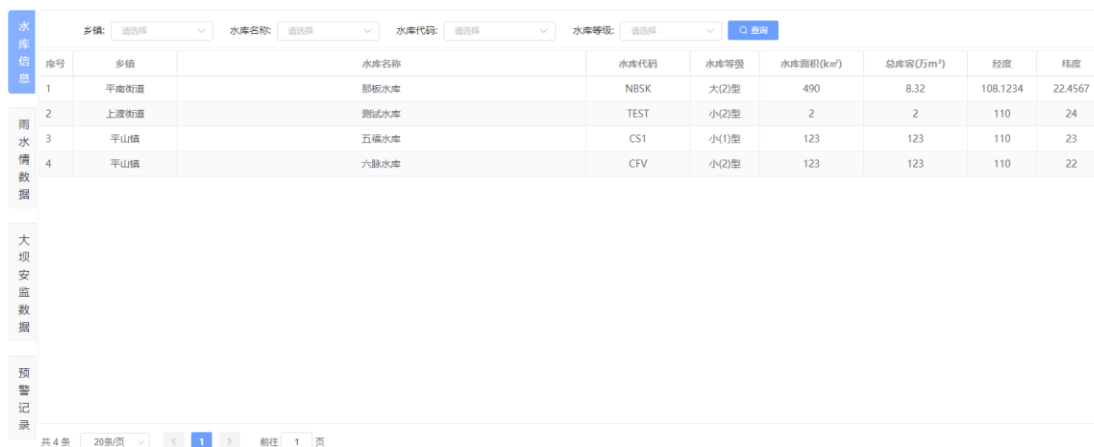 水库信息
雨水情数据
大坝安监数据
预警记录
乡镇: 请选择 水库名称: 请选择 水库代码: 请选择 水库等级: 请选择 查询
序号 乡镇 水库名称 水库代码 水库等级 水库面积(km²) 总库容(万m³) 经度 纬度
1 平南街道 那板水库 NBSK 大(2)型 490 8.32 108.1234 22.4567
2 上渡街道 测试水库 TEST 小(2)型 2 2 110 24
3 平山镇 五福水库 CS1 小(1)型 123 123 110 23
4 平山镇 六脉水库 CFV 小(2)型 123 123 110 22
共 4 条 20条/页 < 1 > 前往 1 页